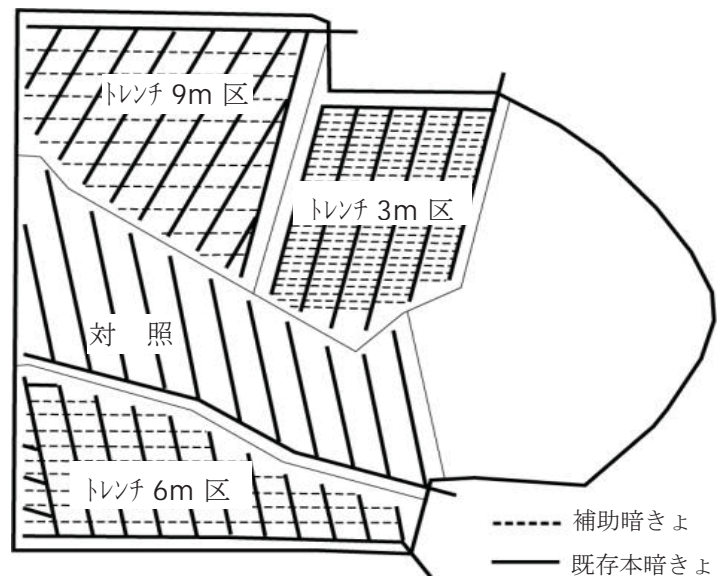 トレンチ 9m 区
トレンチ 3m 区
対 照
トレンチ 6m 区
補助暗きょ
既存本暗きょ